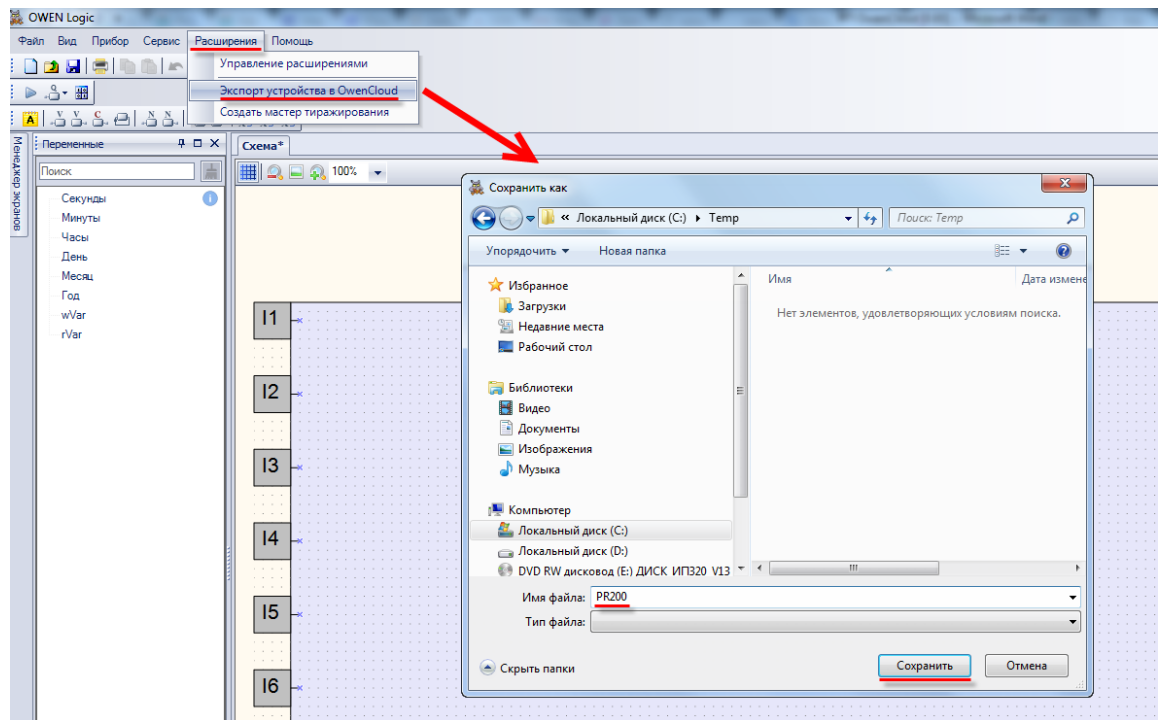 OWEN Logic
Файл Вид Прибор Сервис Расширения Помощь
Управление расширениями
Экспорт устройства в OwenCloud
Создать мастер тиражирования
Менеджер экранов
Переменные
Поиск
Секунды
Минуты
Часы
День
Месяц
Год
wVar
rVar
Схема*
100%
I1
I2
I3
I4
I5
I6
Сохранить как
« Локальный диск (C:) Temp
Поиск: Temp
Упорядочить Новая папка
Избранное
Загрузки
Недавние места
Рабочий стол
Библиотеки
Видео
Документы
Изображения
Музыка
Компьютер
Локальный диск (C:)
Локальный диск (D:)
DVD RW дисковод (E:) ДИСК ИП320 V13
Имя Дата измене
Нет элементов, удовлетворяющих условиям поиска.
Имя файла: PR200
Тип файла:
Скрыть папки
Сохранить Отмена